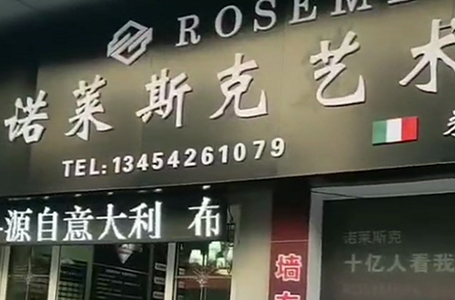 ROSEM
诺莱斯克艺术
TEL:13454261079
源自意大利 布
诺莱斯克
十亿人看我
墙布